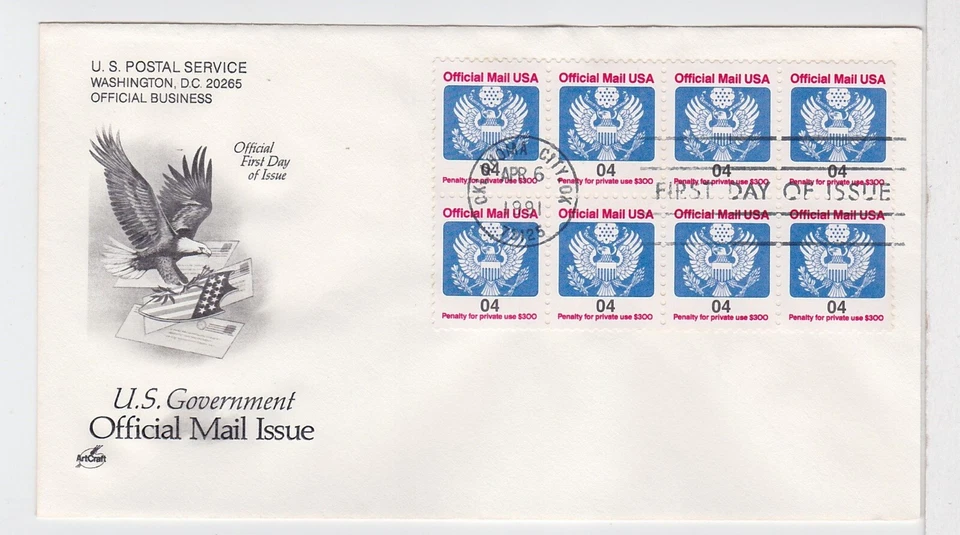 U. S. POSTAL SERVICE
WASHINGTON, D.C. 20265
OFFICIAL BUSINESS
Official
First Day
of Issue
U.S. Government
Official Mail Issue
ArtCraft
Official Mail USA Official Mail USA Official Mail USA Official Mail USA
04 04 04 04
Penalty for private use $300 Penalty for private use $300 Penalty for private use $300 Penalty for private use $300
OKLAHOMA CITY OK
APR 6
1991
FIRST DAY OF ISSUE
Official Mail USA Official Mail USA Official Mail USA Official Mail USA
04 04 04 04
Penalty for private use $300 Penalty for private use $300 Penalty for private use $300 Penalty for private use $300